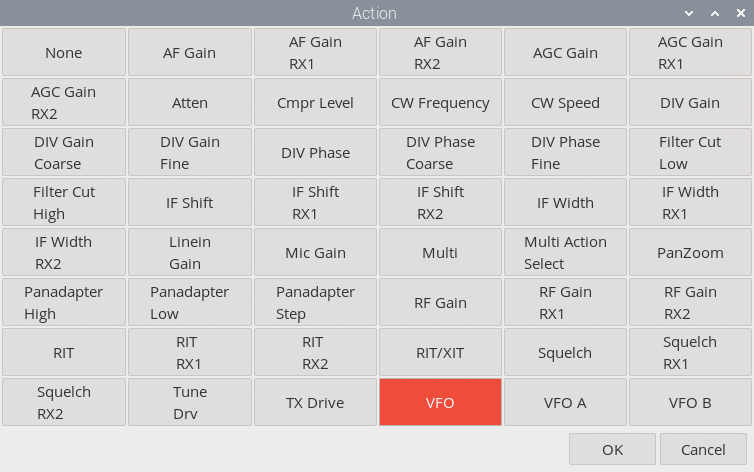 Action
None
AF Gain
AF Gain
RX1
AF Gain
RX2
AGC Gain
AGC Gain
RX1
AGC Gain
RX2
Atten
Cmpr Level
CW Frequency
CW Speed
DIV Gain
DIV Gain
Coarse
DIV Gain
Fine
DIV Phase
DIV Phase
Coarse
DIV Phase
Fine
Filter Cut
Low
Filter Cut
High
IF Shift
IF Shift
RX1
IF Shift
RX2
IF Width
IF Width
RX1
IF Width
RX2
Linein
Gain
Mic Gain
Multi
Multi Action
Select
PanZoom
Panadapter
High
Panadapter
Low
Panadapter
Step
RF Gain
RF Gain
RX1
RF Gain
RX2
RIT
RIT
RX1
RIT
RX2
RIT/XIT
Squelch
Squelch
RX1
Squelch
RX2
Tune
Drv
TX Drive
VFO
VFO A
VFO B
OK
Cancel